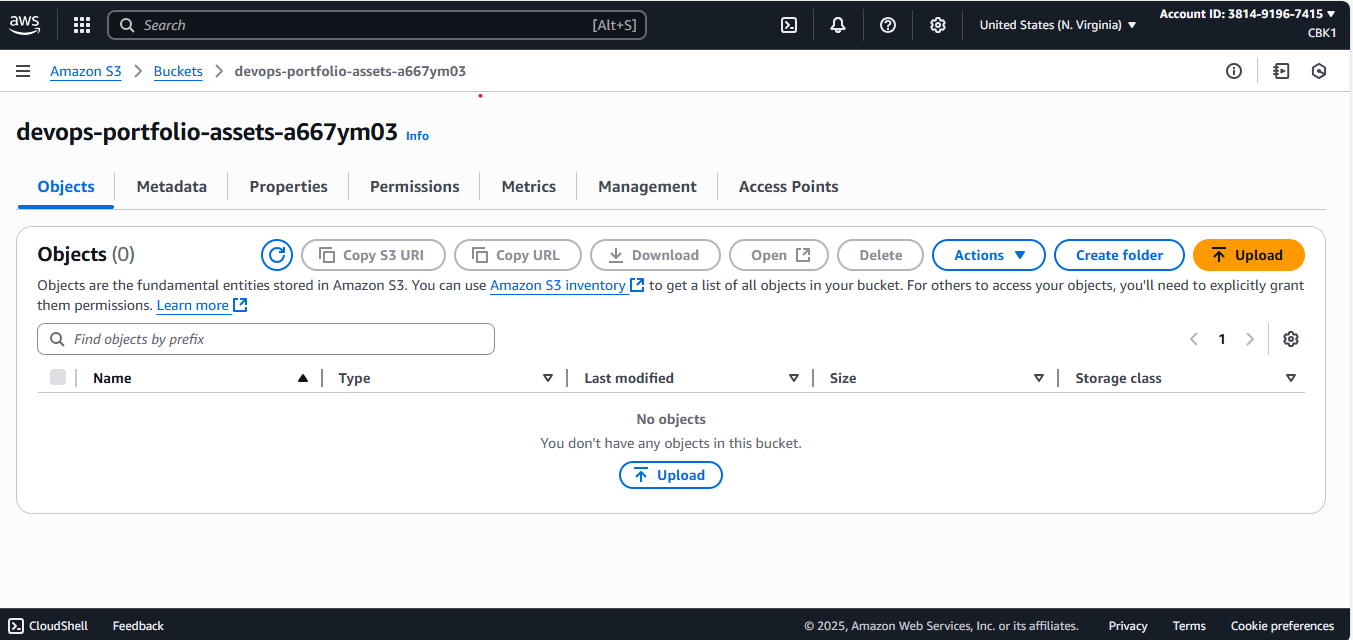 aws
Search
[Alt+S]
United States (N. Virginia)
Account ID: 3814-9196-7415
CBK1
Amazon S3
Buckets
devops-portfolio-assets-a667ym03
devops-portfolio-assets-a667ym03 Info
Objects
Metadata
Properties
Permissions
Metrics
Management
Access Points
Objects (0)
Copy S3 URI
Copy URL
Download
Open
Delete
Actions
Create folder
Upload
Objects are the fundamental entities stored in Amazon S3. You can use Amazon S3 inventory to get a list of all objects in your bucket. For others to access your objects, you'll need to explicitly grant
them permissions. Learn more
Find objects by prefix
1
Name
Type
Last modified
Size
Storage class
No objects
You don't have any objects in this bucket.
Upload
CloudShell
Feedback
© 2025, Amazon Web Services, Inc. or its affiliates.
Privacy
Terms
Cookie preferences